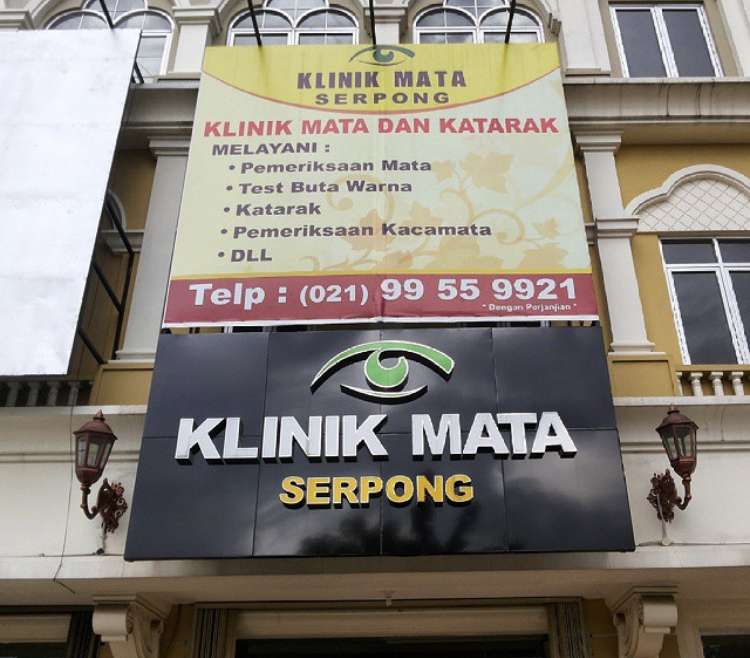 KLINIK MATA
SERPONG
KLINIK MATA DAN KATARAK
MELAYANI :
• Pemeriksaan Mata
• Test Buta Warna
• Katarak
• Pemeriksaan Kacamata
• DLL
Telp : (021) 99 55 9921
" Dengan Perjanjian "
KLINIK MATA
SERPONG